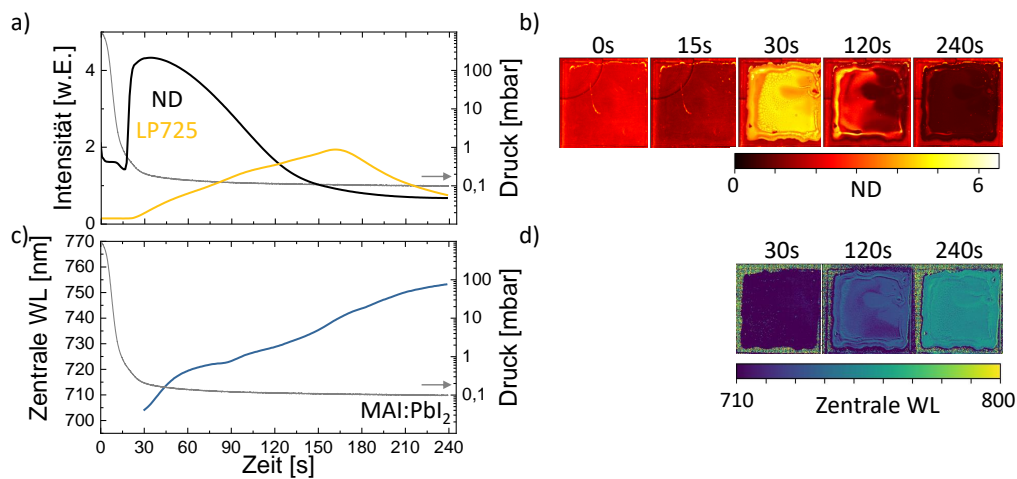 a)
Intensität [w.E.]
4
2
0
ND
LP725
100
10
1
0,1
Druck [mbar]
b)
0s 15s 30s 120s 240s
0 6
ND
c)
Zentrale WL [nm]
770
760
750
740
730
720
710
700
100
10
1
0,1
Druck [mbar]
MAI:PbI₂
0 30 60 90 120 150 180 210 240
Zeit [s]
d)
30s 120s 240s
710 Zentrale WL 800